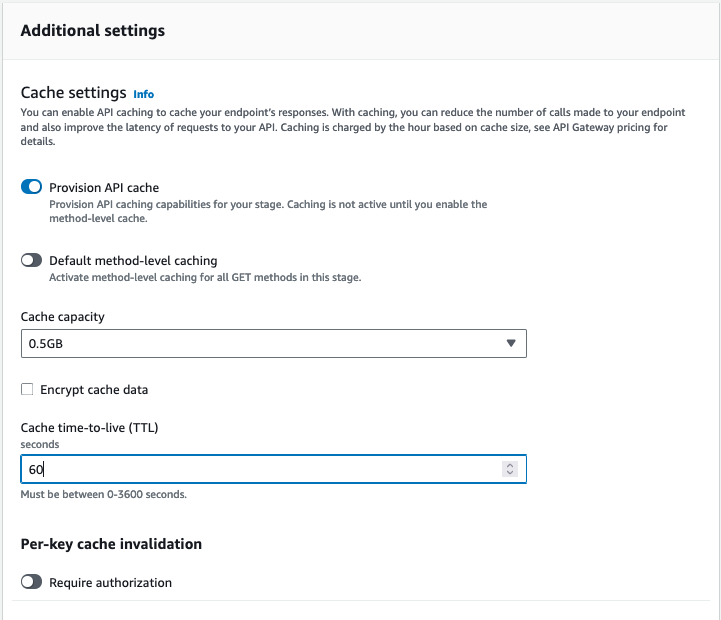 Additional settings
Cache settings Info
You can enable API caching to cache your endpoint's responses. With caching, you can reduce the number of calls made to your endpoint
and also improve the latency of requests to your API. Caching is charged by the hour based on cache size, see API Gateway pricing for
details.
Provision API cache
Provision API caching capabilities for your stage. Caching is not active until you enable the
method-level cache.
Default method-level caching
Activate method-level caching for all GET methods in this stage.
Cache capacity
0.5GB
Encrypt cache data
Cache time-to-live (TTL)
seconds
60
Must be between 0-3600 seconds.
Per-key cache invalidation
Require authorization